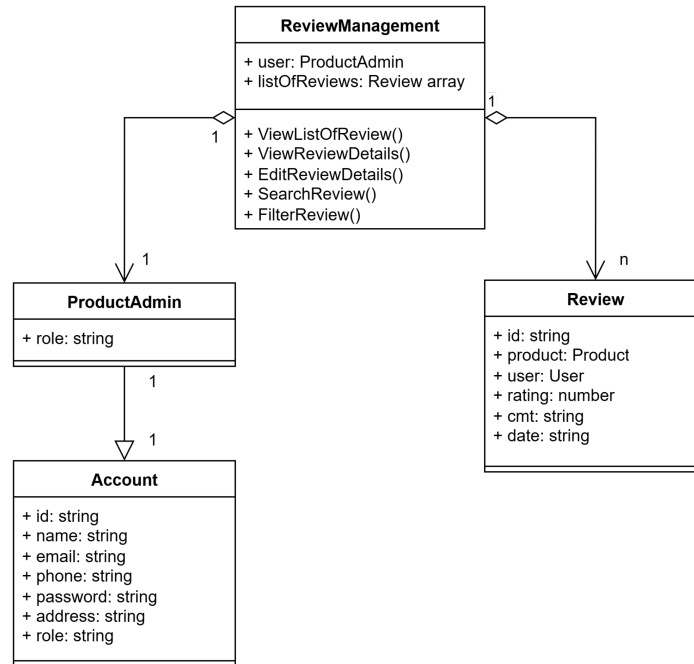 ReviewManagement
+ user: ProductAdmin
+ listOfReviews: Review array
1
1
+ ViewListOfReview()
+ ViewReviewDetails()
+ EditReviewDetails()
+ SearchReview()
+ FilterReview()
1
n
ProductAdmin
+ role: string
Review
+ id: string
+ product: Product
+ user: User
+ rating: number
+ cmt: string
+ date: string
1
1
Account
+ id: string
+ name: string
+ email: string
+ phone: string
+ password: string
+ address: string
+ role: string